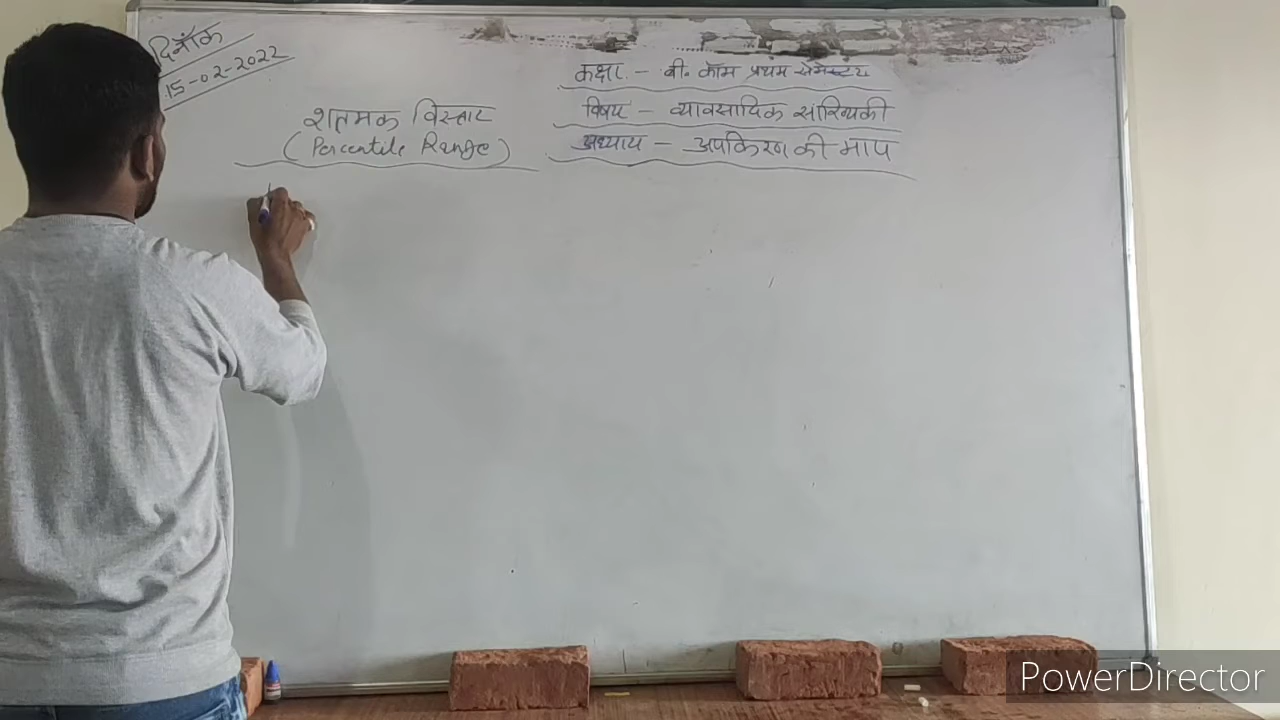 दिनाँक
15-02-2022
कक्षा - बी. कॉम प्रथम सेमेस्टर
विषय - व्यावसायिक सांख्यिकी
अध्याय - अपकिरण की माप
शतमक विस्तार
(Percentile Range)
PowerDirector